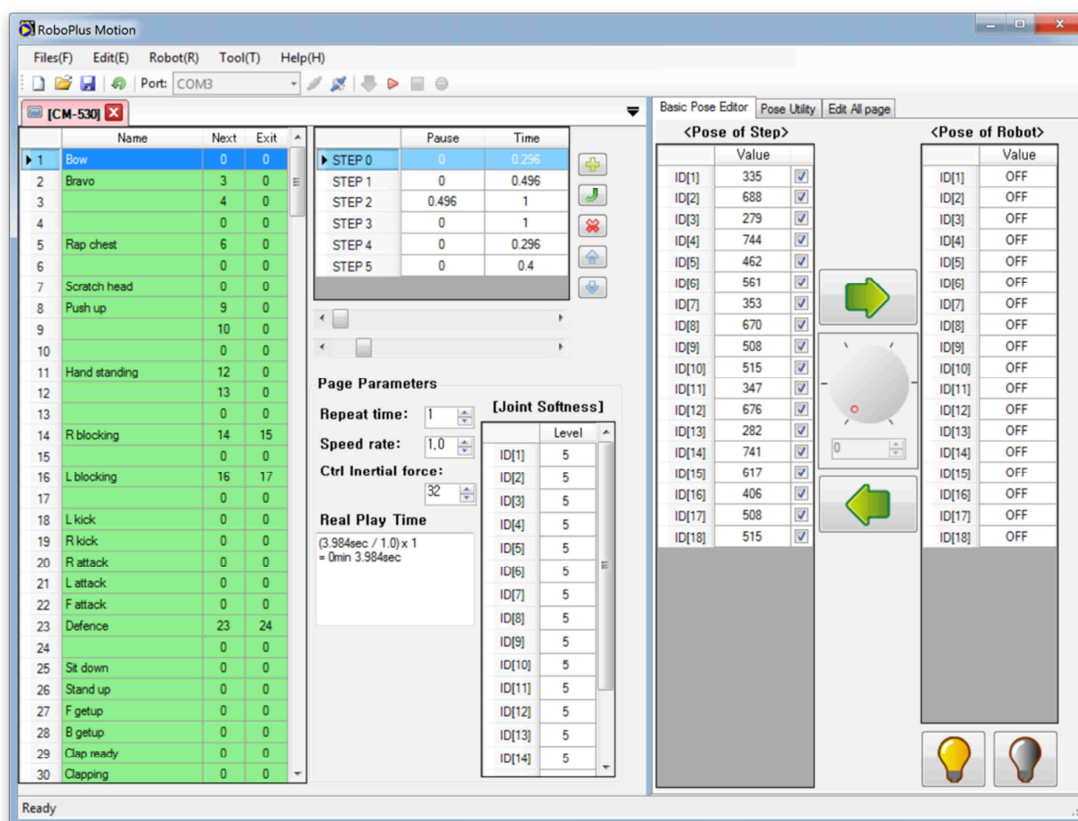 RoboPlus Motion
Files(F) Edit(E) Robot(R) Tool(T) Help(H)
Port: COM3
[CM-530]
Name Next Exit
1 Bow 0 0
2 Bravo 3 0
3 4 0
4 0 0
5 Rap chest 6 0
6 0 0
7 Scratch head 0 0
8 Push up 9 0
9 10 0
10 0 0
11 Hand standing 12 0
12 13 0
13 0 0
14 R blocking 14 15
15 0 0
16 L blocking 16 17
17 0 0
18 L kick 0 0
19 R kick 0 0
20 R attack 0 0
21 L attack 0 0
22 F attack 0 0
23 Defence 23 24
24 0 0
25 Sit down 0 0
26 Stand up 0 0
27 F getup 0 0
28 B getup 0 0
29 Clap ready 0 0
30 Clapping 0 0
Pause Time
STEP 0 0 0.296
STEP 1 0 0.496
STEP 2 0.496 1
STEP 3 0 1
STEP 4 0 0.296
STEP 5 0 0.4
Page Parameters
Repeat time: 1
Speed rate: 1.0
Ctrl Inertial force:
32
Real Play Time
(3.984sec / 1.0) x 1
= 0min 3.984sec
[Joint Softness]
Level
ID[1] 5
ID[2] 5
ID[3] 5
ID[4] 5
ID[5] 5
ID[6] 5
ID[7] 5
ID[8] 5
ID[9] 5
ID[10] 5
ID[11] 5
ID[12] 5
ID[13] 5
ID[14] 5
Basic Pose Editor Pose Utility Edit All page
<Pose of Step>
Value
ID[1] 335
ID[2] 688
ID[3] 279
ID[4] 744
ID[5] 462
ID[6] 561
ID[7] 353
ID[8] 670
ID[9] 508
ID[10] 515
ID[11] 347
ID[12] 676
ID[13] 282
ID[14] 741
ID[15] 617
ID[16] 406
ID[17] 508
ID[18] 515
0
<Pose of Robot>
Value
ID[1] OFF
ID[2] OFF
ID[3] OFF
ID[4] OFF
ID[5] OFF
ID[6] OFF
ID[7] OFF
ID[8] OFF
ID[9] OFF
ID[10] OFF
ID[11] OFF
ID[12] OFF
ID[13] OFF
ID[14] OFF
ID[15] OFF
ID[16] OFF
ID[17] OFF
ID[18] OFF
Ready